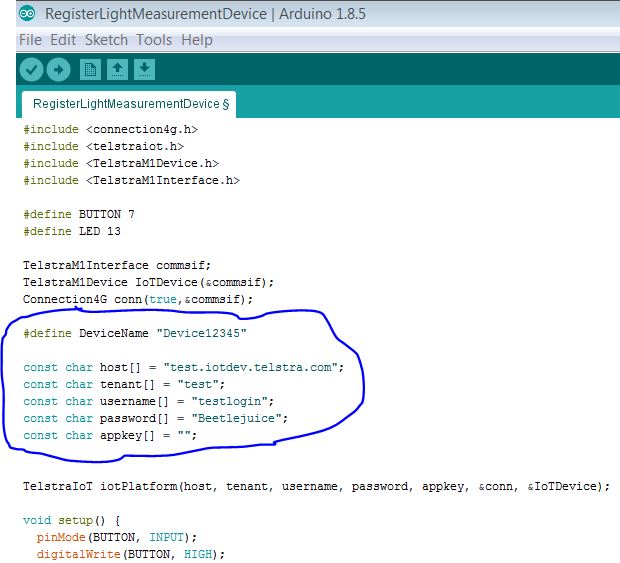 RegisterLightMeasurementDevice | Arduino 1.8.5
File Edit Sketch Tools Help
RegisterLightMeasurementDevice §
#include <connection4g.h>
#include <telstraiot.h>
#include <TelstraM1Device.h>
#include <TelstraM1Interface.h>
#define BUTTON 7
#define LED 13
TelstraM1Interface commsif;
TelstraM1Device IoTDevice(&commsif);
Connection4G conn(true,&commsif);
#define DeviceName "Device12345"
const char host[] = "test.iotdev.telstra.com";
const char tenant[] = "test";
const char username[] = "testlogin";
const char password[] = "Beetlejuice";
const char appkey[] = "";
TelstraIoT iotPlatform(host, tenant, username, password, appkey, &conn, &IoTDevice);
void setup() {
pinMode(BUTTON, INPUT);
digitalWrite(BUTTON, HIGH);